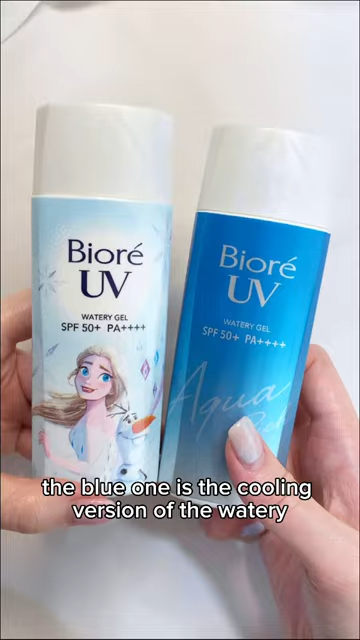 Bioré
UV
WATERY GEL
SPF 50+ PA++++
Bioré
UV
WATERY GEL
SPF 50+ PA++++
Aqua
the blue one is the cooling
version of the watery